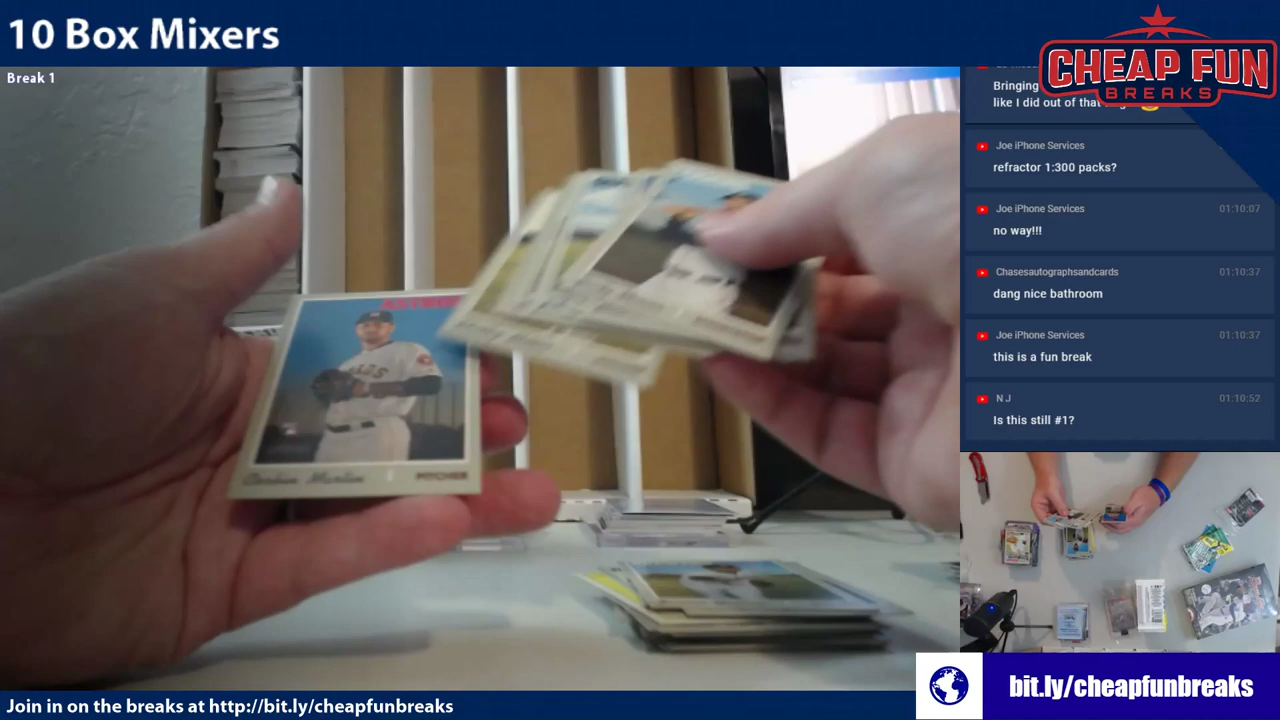 10 Box Mixers
CHEAP FUN
BREAKS
Break 1
Bringing
like I did out of that
Joe iPhone Services
refractor 1:300 packs?
Joe iPhone Services 01:10:07
no way!!!
Chasesautographsandcards 01:10:37
dang nice bathroom
Joe iPhone Services 01:10:37
this is a fun break
N J 01:10:52
Is this still #1?
PITCHER
bit.ly/cheapfunbreaks
Join in on the breaks at http://bit.ly/cheapfunbreaks